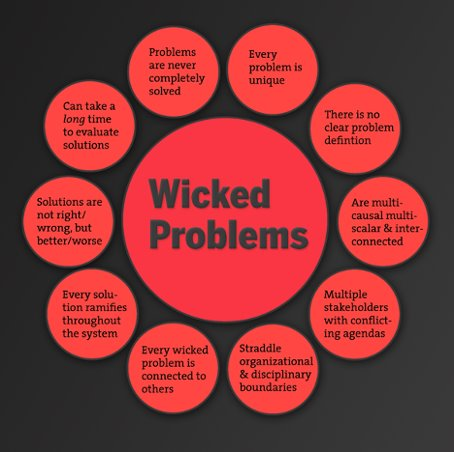 Wicked
Problems
Problems
are never
completely
solved
Every
problem is
unique
There is no
clear problem
defintion
Are multi-
causal multi-
scalar & inter-
connected
Multiple
stakeholders
with conflict-
ing agendas
Straddle
organizational
& disciplinary
boundaries
Every wicked
problem is
connected to
others
Every solu-
tion ramifies
throughout
the system
Solutions are
not right/
wrong, but
better/worse
Can take a
long time
to evaluate
solutions